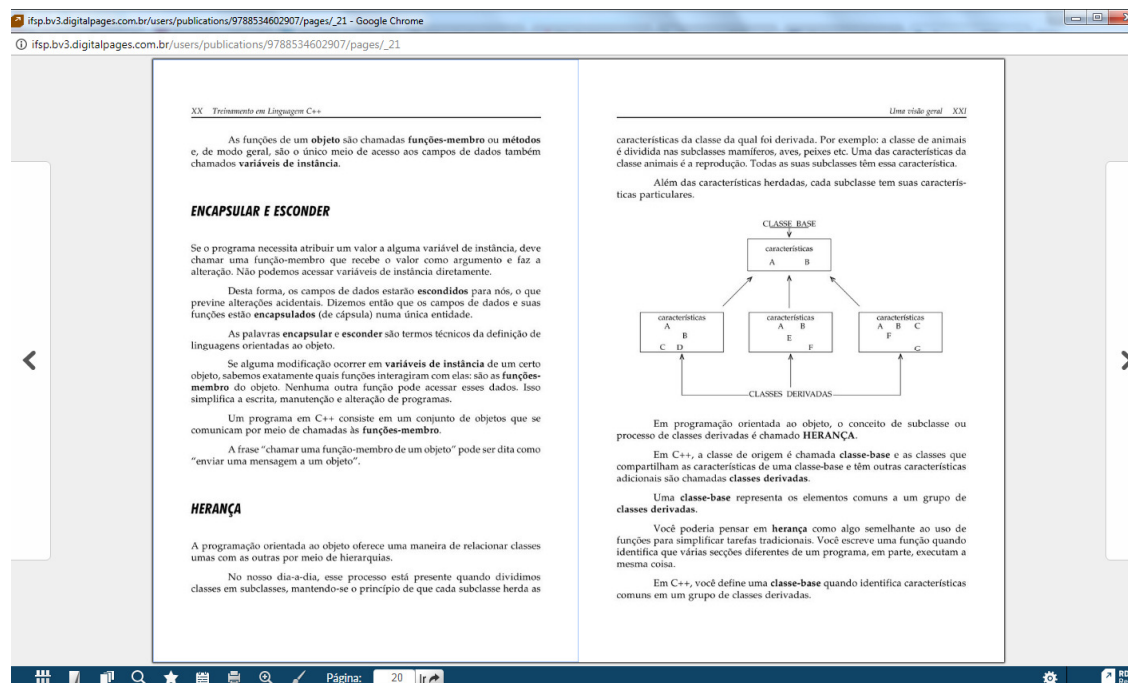 ifsp.bv3.digitalpages.com.br/users/publications/9788534602907/pages/_21 - Google Chrome
ifsp.bv3.digitalpages.com.br/users/publications/9788534602907/pages/_21
XX Treinamento em Linguagem C++
As funções de um objeto são chamadas funções-membro ou métodos
e, de modo geral, são o único meio de acesso aos campos de dados também
chamados variáveis de instância.
ENCAPSULAR E ESCONDER
Se o programa necessita atribuir um valor a alguma variável de instância, deve
chamar uma função-membro que recebe o valor como argumento e faz a
alteração. Não podemos acessar variáveis de instância diretamente.
Desta forma, os campos de dados estarão escondidos para nós, o que
previne alterações acidentais. Dizemos então que os campos de dados e suas
funções estão encapsulados (de cápsula) numa única entidade.
As palavras encapsular e esconder são termos técnicos da definição de
linguagens orientadas ao objeto.
Se alguma modificação ocorrer em variáveis de instância de um certo
objeto, sabemos exatamente quais funções interagiram com elas: são as funções-
membro do objeto. Nenhuma outra função pode acessar esses dados. Isso
simplifica a escrita, manutenção e alteração de programas.
Um programa em C++ consiste em um conjunto de objetos que se
comunicam por meio de chamadas às funções-membro.
A frase "chamar uma função-membro de um objeto" pode ser dita como
"enviar uma mensagem a um objeto".
HERANÇA
A programação orientada ao objeto oferece uma maneira de relacionar classes
umas com as outras por meio de hierarquias.
No nosso dia-a-dia, esse processo está presente quando dividimos
classes em subclasses, mantendo-se o princípio de que cada subclasse herda as
Uma visão geral XXI
características da classe da qual foi derivada. Por exemplo: a classe de animais
é dividida nas subclasses mamíferos, aves, peixes etc. Uma das características da
classe animais é a reprodução. Todas as suas subclasses têm essa característica.
Além das características herdadas, cada subclasse tem suas caracterís-
ticas particulares.
CLASSE BASE
características
A B
características
A
B
C D
características
A B
E
F
características
A B C
F
G
CLASSES DERIVADAS
Em programação orientada ao objeto, o conceito de subclasse ou
processo de classes derivadas é chamado HERANÇA.
Em C++, a classe de origem é chamada classe-base e as classes que
compartilham as características de uma classe-base e têm outras características
adicionais são chamadas classes derivadas.
Uma classe-base representa os elementos comuns a um grupo de
classes derivadas.
Você poderia pensar em herança como algo semelhante ao uso de
funções para simplificar tarefas tradicionais. Você escreve uma função quando
identifica que várias secções diferentes de um programa, em parte, executam a
mesma coisa.
Em C++, você define uma classe-base quando identifica características
comuns em um grupo de classes derivadas.
Página: 20 Ir